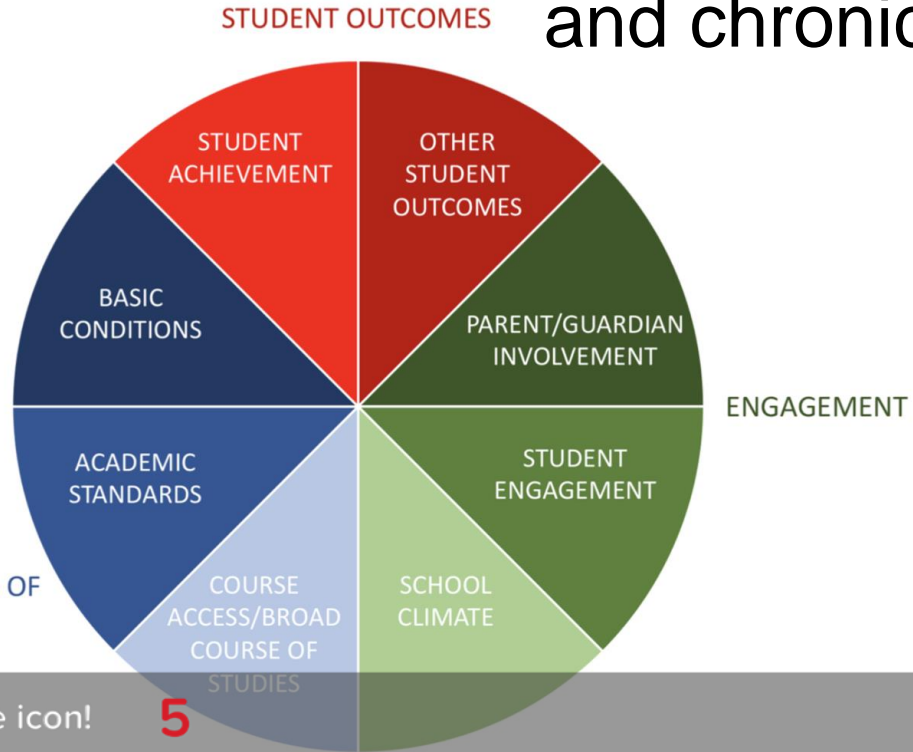 STUDENT OUTCOMES
and chronic
STUDENT
ACHIEVEMENT
OTHER
STUDENT
OUTCOMES
BASIC
CONDITIONS
PARENT/GUARDIAN
INVOLVEMENT
ENGAGEMENT
ACADEMIC
STANDARDS
STUDENT
ENGAGEMENT
OF
COURSE
ACCESS/BROAD
COURSE OF
STUDIES
SCHOOL
CLIMATE
e icon!
5